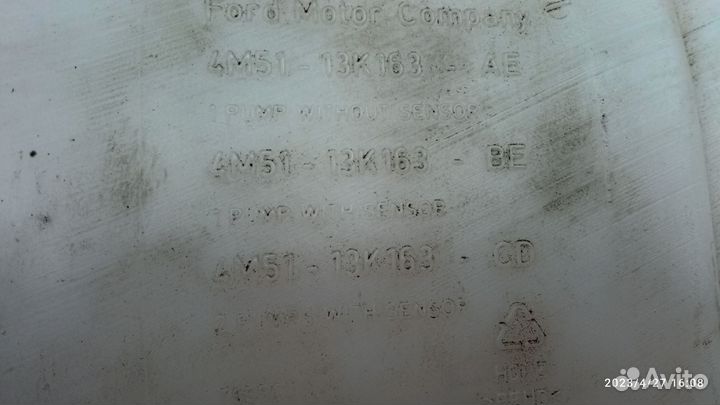 Ford Motor Company
4M51 - 13K163 - AE
1 PUMP WITHOUT SENSOR
4M51 - 13K163 - BE
1 PUMP WITH SENSOR
4M51 - 13K163 - CD
2 PUMPS WITH SENSOR
Avito
2023/4/27 16:08